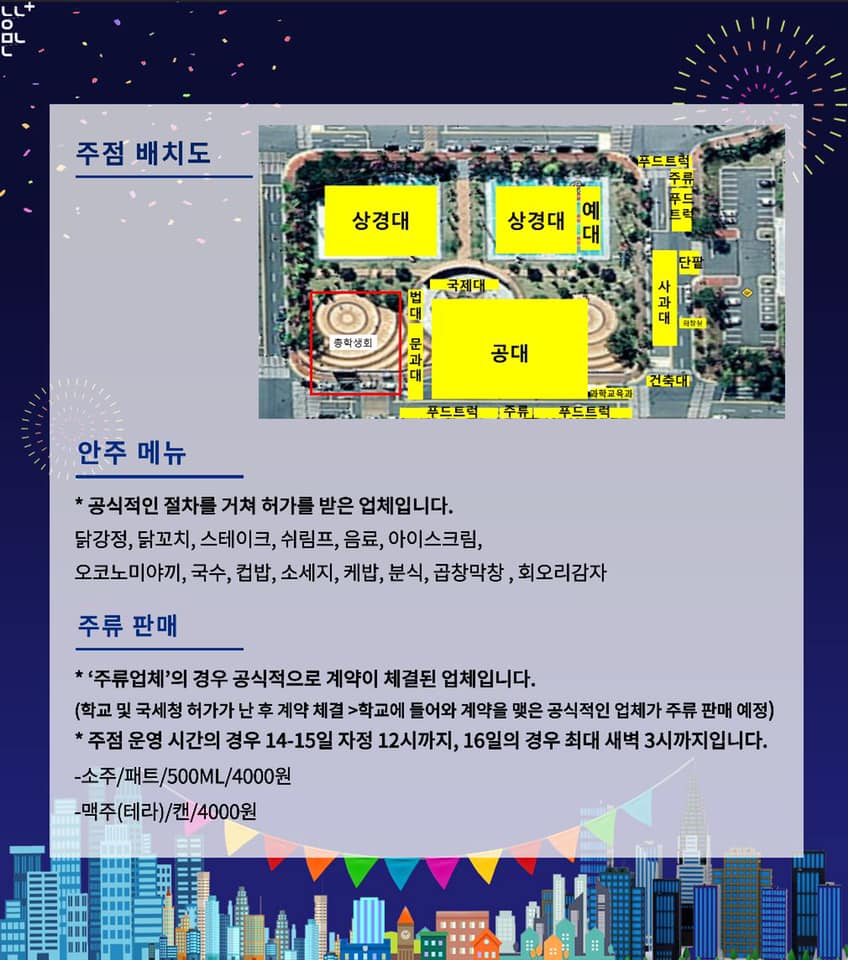 주점 배치도
푸드트럭
주류
푸드
트럭
상경대
상경대
예대
단팥
사과대
국제대
법대
총학생회
문과대
공대
건축대
과학교육과
푸드트럭
주류
푸드트럭
안주 메뉴
* 공식적인 절차를 거쳐 허가를 받은 업체입니다.
닭강정, 닭꼬치, 스테이크, 쉬림프, 음료, 아이스크림,
오코노미야끼, 국수, 컵밥, 소세지, 케밥, 분식, 곱창막창 , 회오리감자
주류 판매
* ‘주류업체’의 경우 공식적으로 계약이 체결된 업체입니다.
(학교 및 국세청 허가가 난 후 계약 체결 >학교에 들어와 계약을 맺은 공식적인 업체가 주류 판매 예정)
* 주점 운영 시간의 경우 14-15일 자정 12시까지, 16일의 경우 최대 새벽 3시까지입니다.
-소주/패트/500ML/4000원
-맥주(테라)/캔/4000원